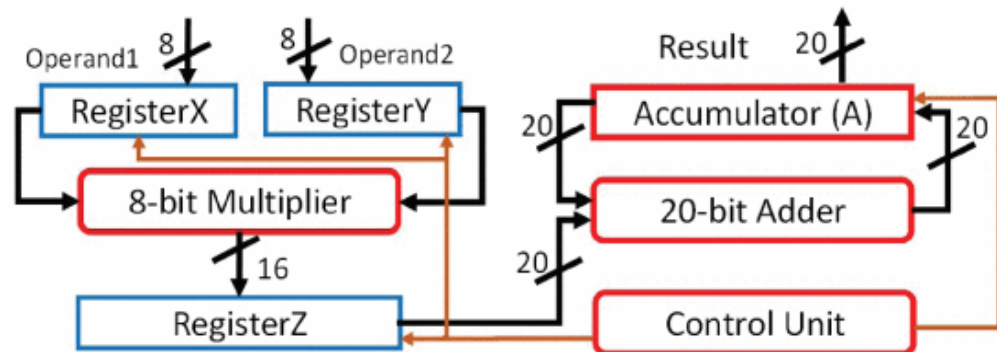 8
8
20
Operand1
Operand2
Result
RegisterX
RegisterY
Accumulator (A)
20
20
8-bit Multiplier
20-bit Adder
16
20
RegisterZ
Control Unit